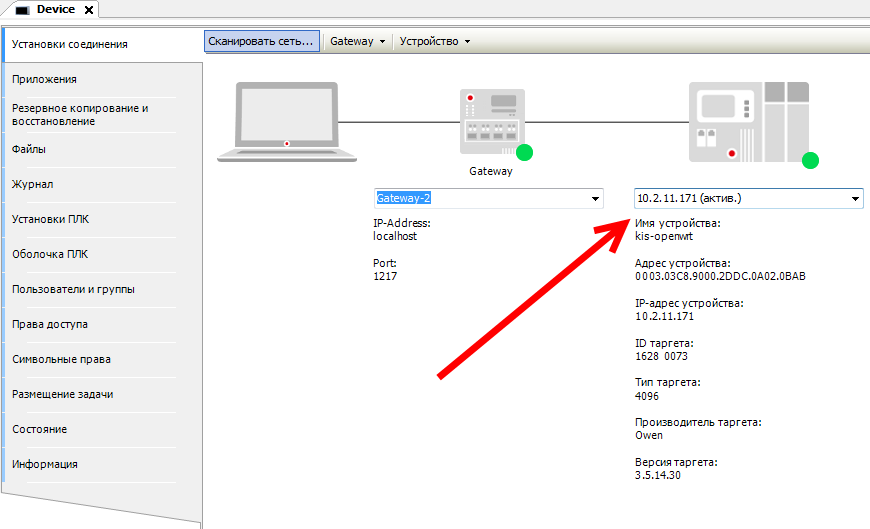 Device
Установки соединения
Приложения
Резервное копирование и
восстановление
Файлы
Журнал
Установки ПЛК
Оболочка ПЛК
Пользователи и группы
Права доступа
Символьные права
Размещение задачи
Состояние
Информация
Сканировать сеть... Gateway Устройство
Gateway
Gateway-2
IP-Address:
localhost
Port:
1217
10.2.11.171 (актив.)
Имя устройства:
kis-openwrt
Адрес устройства:
0003.03C8.9000.2DDC.0A02.0BAB
IP-адрес устройства:
10.2.11.171
ID таргета:
1628 0073
Тип таргета:
4096
Производитель таргета:
Owen
Версия таргета:
3.5.14.30